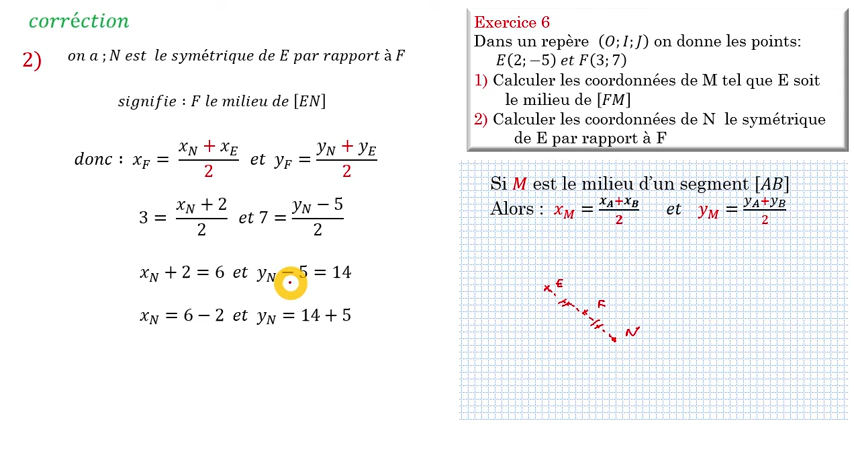 corréction
2) on a ; N est le symétrique de E par rapport à F
signifie : F le milieu de [EN]
donc : x_F = (x_N + x_E)/2 et y_F = (y_N + y_E)/2
3 = (x_N + 2)/2 et 7 = (y_N − 5)/2
x_N + 2 = 6 et y_N − 5 = 14
x_N = 6 − 2 et y_N = 14 + 5
Exercice 6
Dans un repère (O; I; J) on donne les points:
E(2; −5) et F(3; 7)
1) Calculer les coordonnées de M tel que E soit
le milieu de [FM]
2) Calculer les coordonnées de N le symétrique
de E par rapport à F
Si M est le milieu d'un segment [AB]
Alors : x_M = (x_A+x_B)/2 et y_M = (y_A+y_B)/2
E
F
N